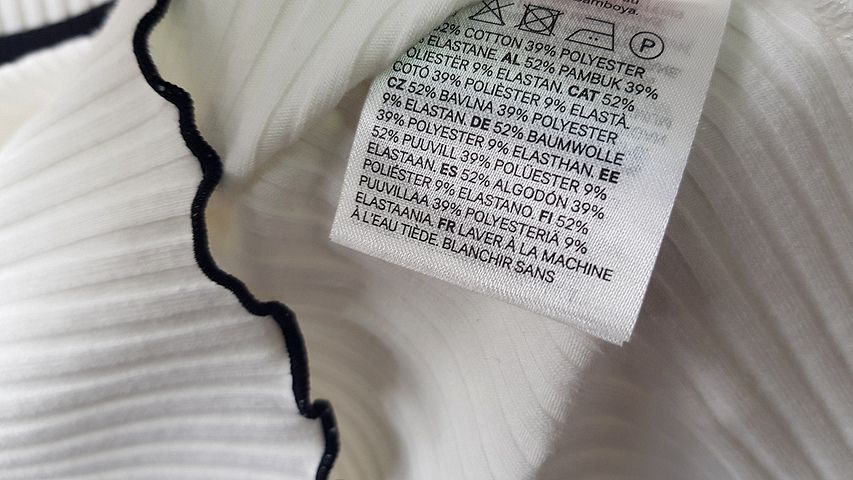 amboya.
P
52% COTTON 39% POLYESTER
9% ELASTANE. AL 52% PAMBUK 39%
POLIESTER 9% ELASTAN. CAT 52%
COTÓ 39% POLIÈSTER 9% ELASTÀ.
CZ 52% BAVLNA 39% POLYESTER
9% ELASTAN. DE 52% BAUMWOLLE
39% POLYESTER 9% ELASTHAN. EE
52% PUUVILL 39% POLÜESTER 9%
ELASTAAN. ES 52% ALGODÓN 39%
POLIÉSTER 9% ELASTANO. FI 52%
PUUVILLAA 39% POLYESTERIÄ 9%
ELASTAANIA. FR LAVER À LA MACHINE
À L'EAU TIÈDE. BLANCHIR SANS